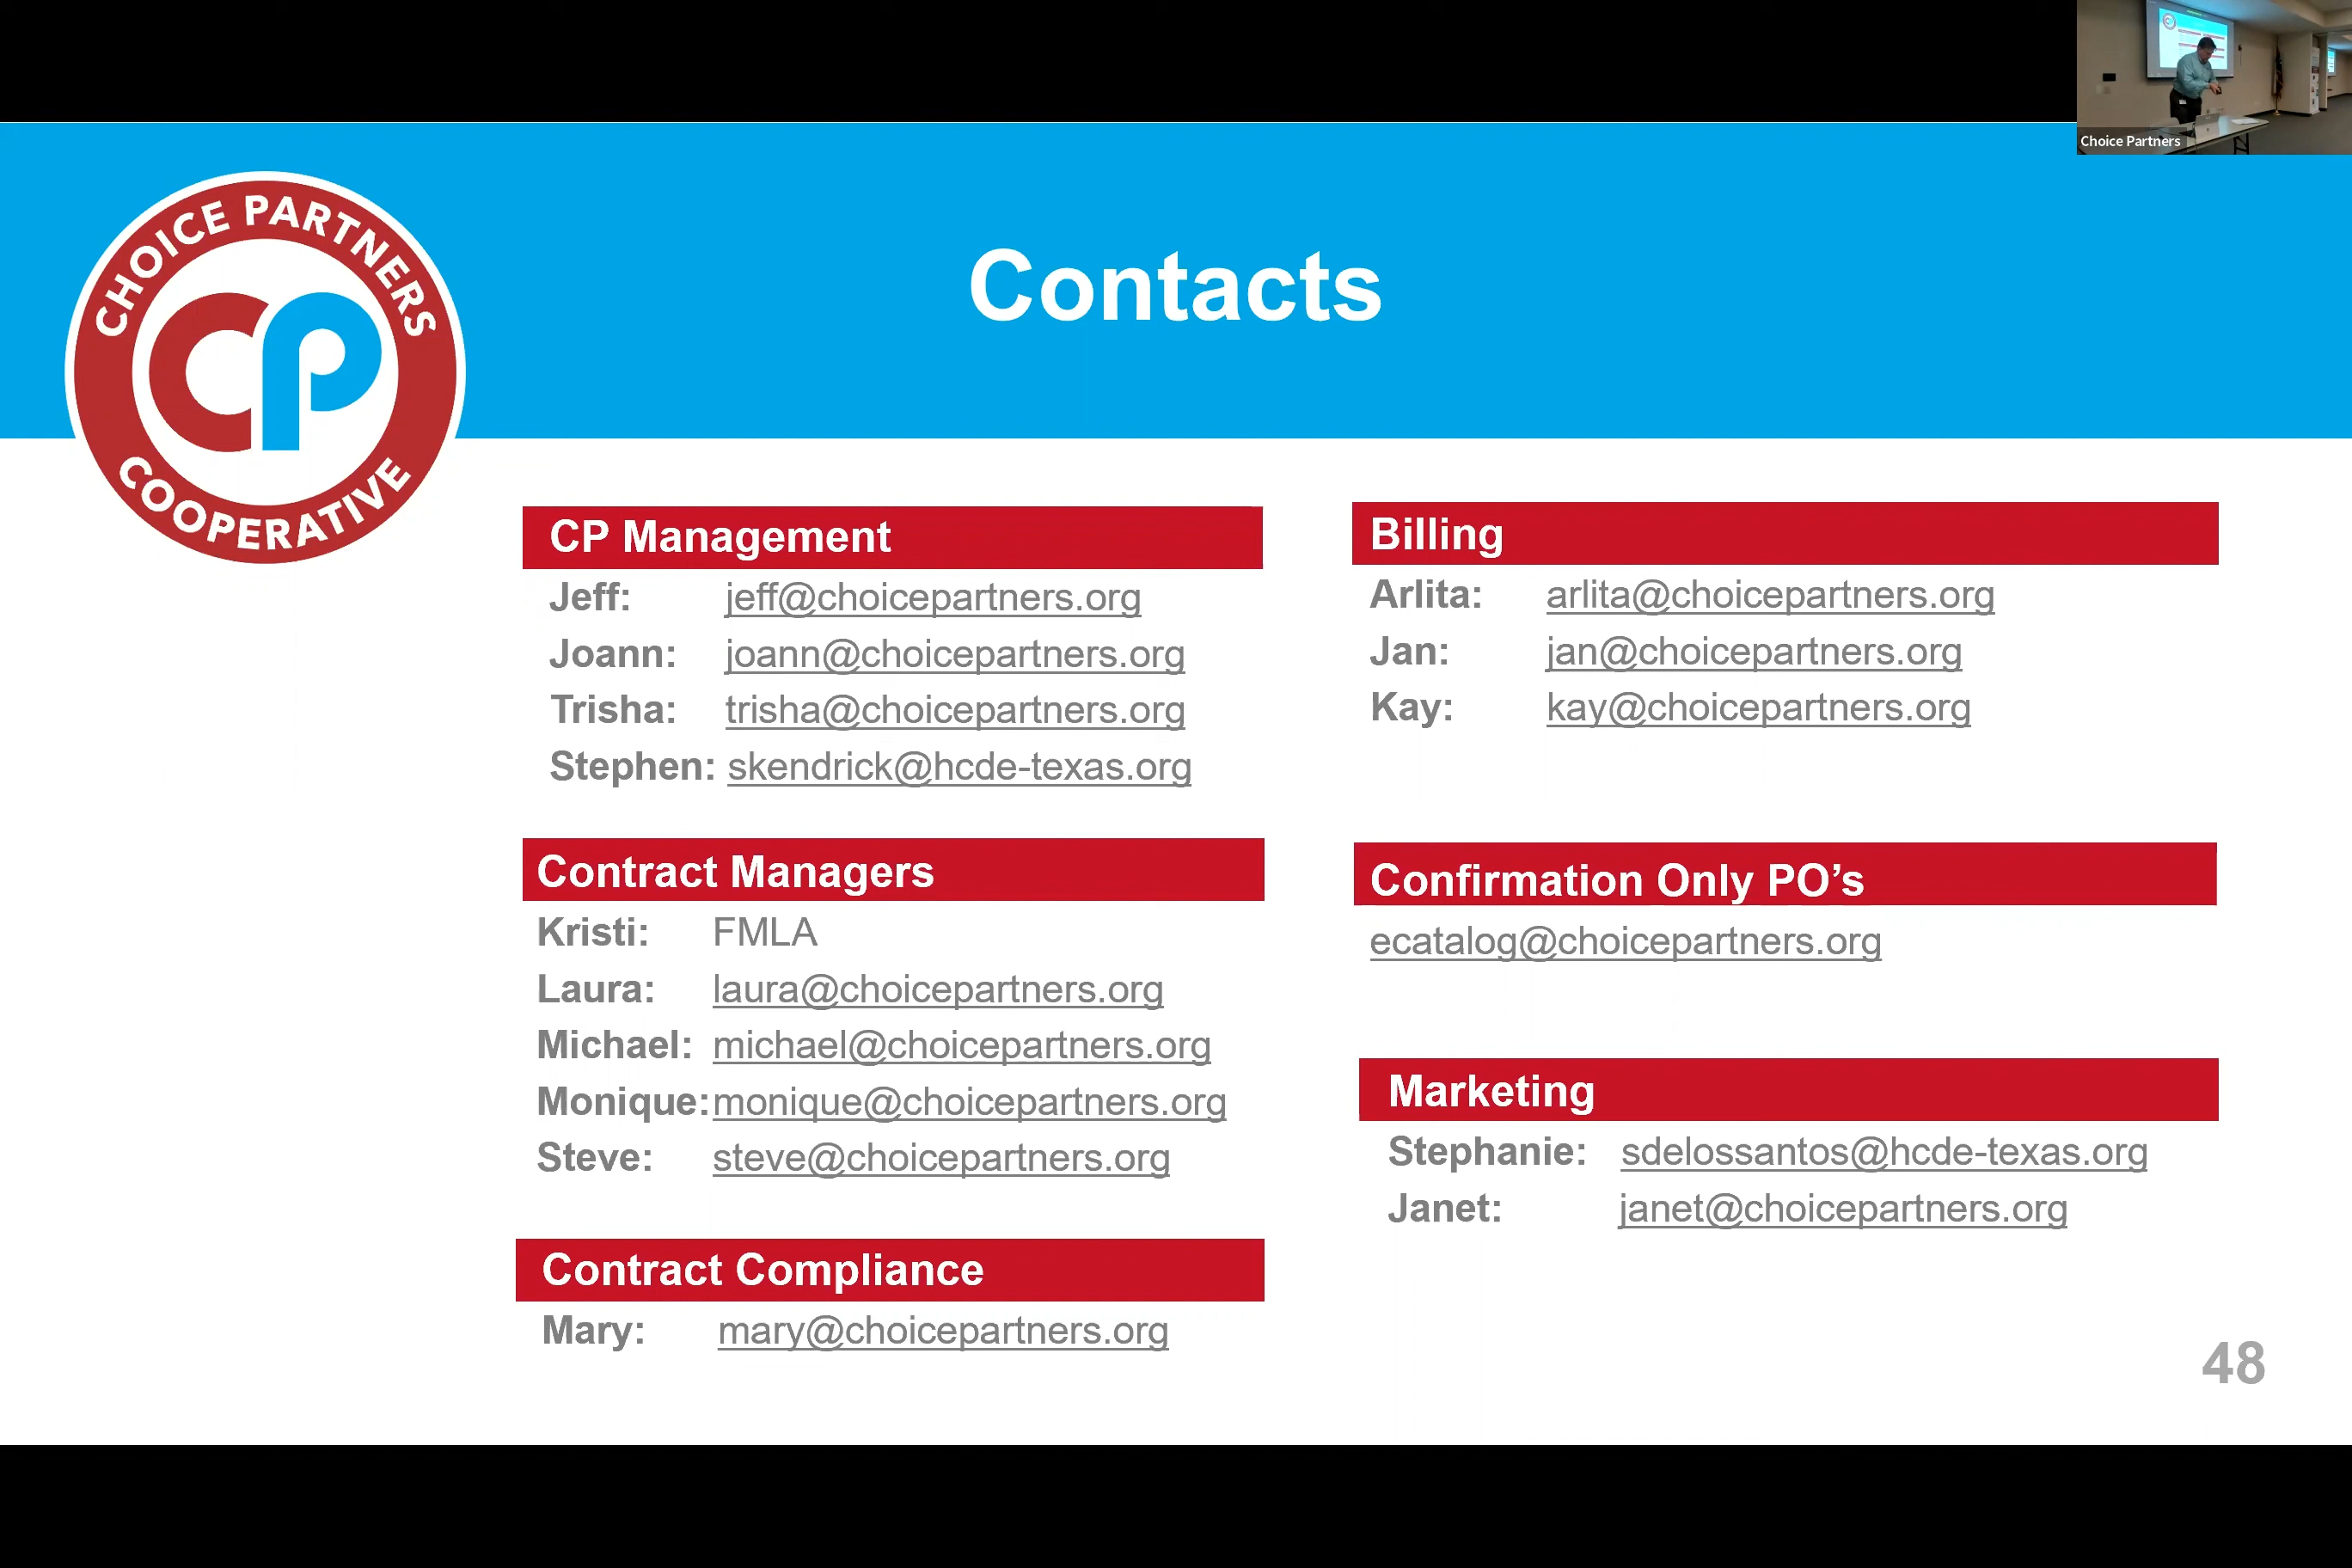 Choice Partners
CHOICE PARTNERS
CP
COOPERATIVE
Contacts
CP Management
Jeff: jeff@choicepartners.org
Joann: joann@choicepartners.org
Trisha: trisha@choicepartners.org
Stephen: skendrick@hcde-texas.org
Contract Managers
Kristi: FMLA
Laura: laura@choicepartners.org
Michael: michael@choicepartners.org
Monique: monique@choicepartners.org
Steve: steve@choicepartners.org
Contract Compliance
Mary: mary@choicepartners.org
Billing
Arlita: arlita@choicepartners.org
Jan: jan@choicepartners.org
Kay: kay@choicepartners.org
Confirmation Only PO’s
ecatalog@choicepartners.org
Marketing
Stephanie: sdelossantos@hcde-texas.org
Janet: janet@choicepartners.org
48